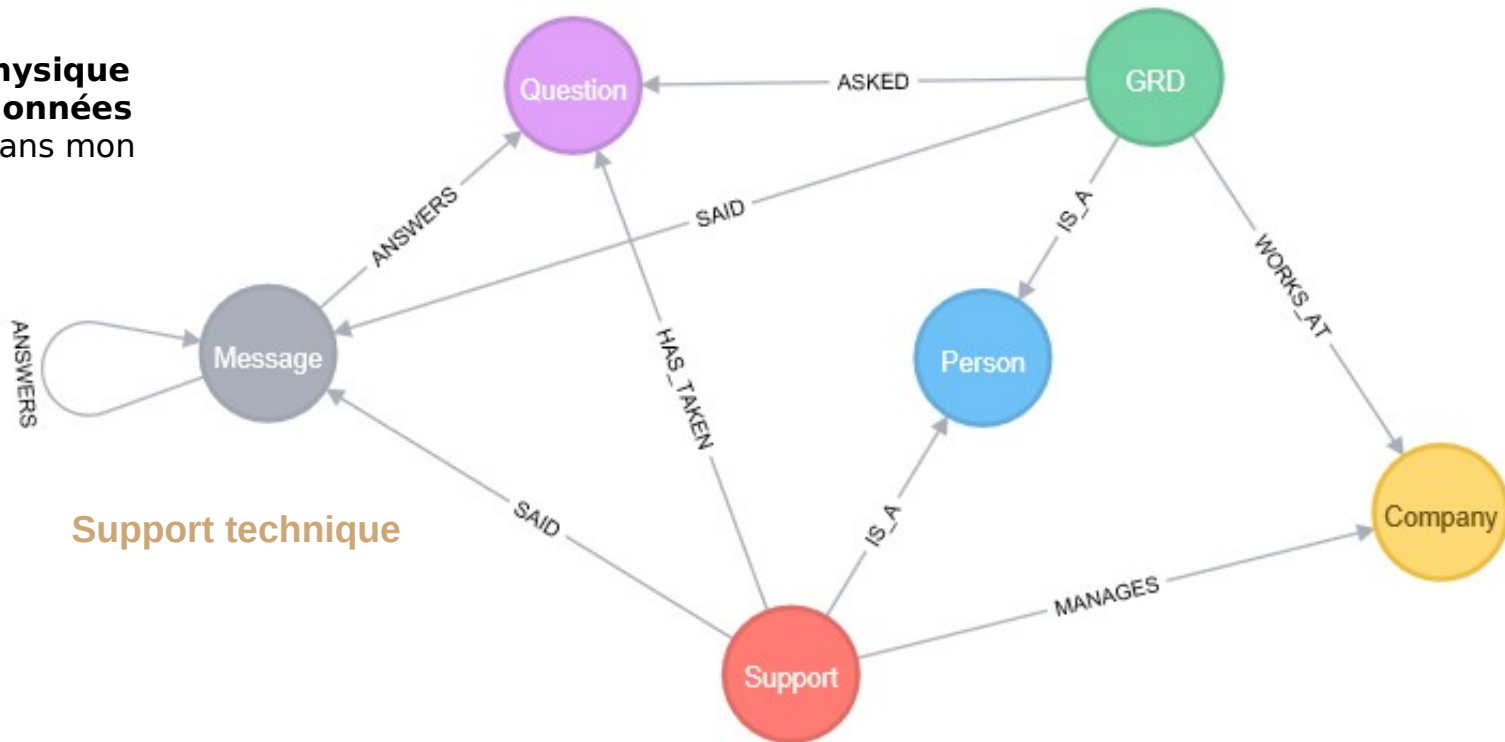 hysique
onnées
ans mon
Question
ASKED
GRD
ANSWERS
SAID
IS_A
WORKS_AT
ANSWERS
Message
HAS_TAKEN
Person
Support technique
SAID
IS_A
Company
MANAGES
Support